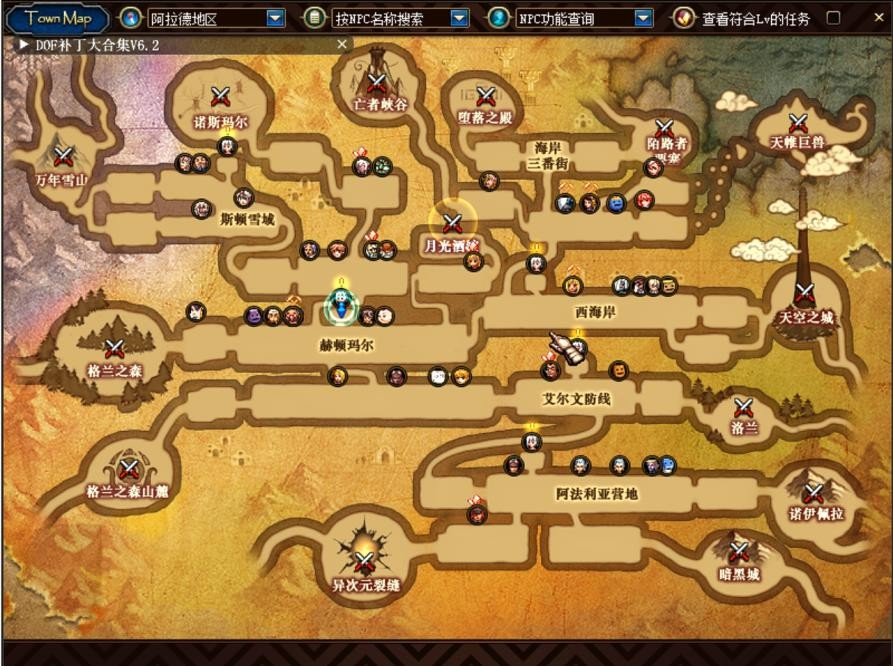 Town Map
阿拉德地区
按NPC名称搜索
NPC功能查询
查看符合Lv的任务
DOF补丁大合集V6.2
诺斯玛尔
亡者峡谷
堕落之殿
海岸
三番街
天帷巨兽
万年雪山
斯顿雪域
月光酒馆
西海岸
天空之城
赫顿玛尔
格兰之森
艾尔文防线
洛兰
格兰之森山麓
阿法利亚营地
诺伊佩拉
异次元裂缝
暗黑城